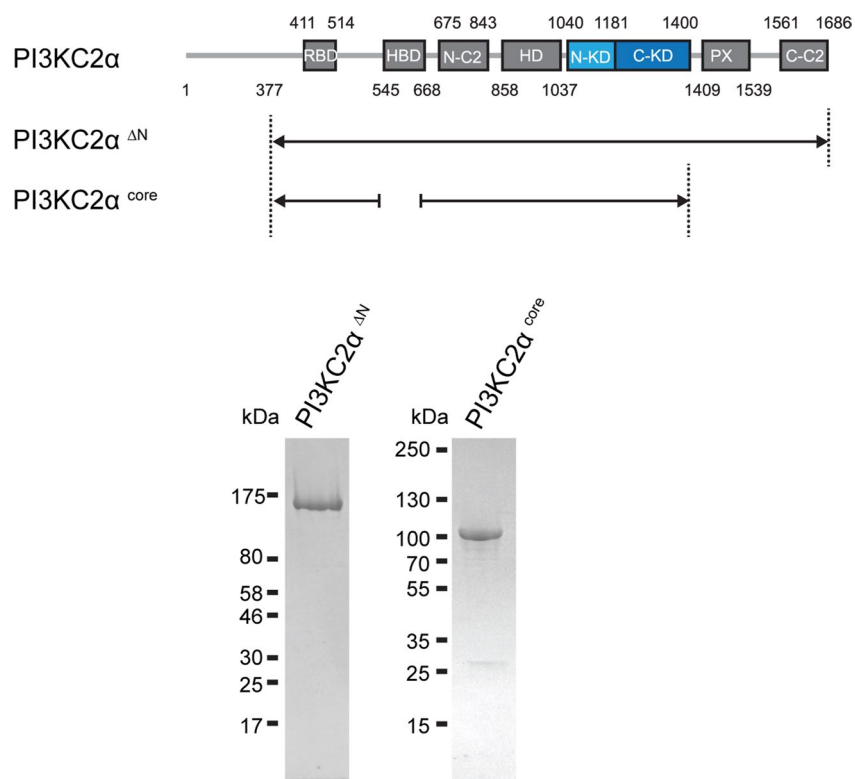 411 514 675 843 1040 1181 1400 1561 1686
PI3KC2α RBD HBD N-C2 HD N-KD C-KD PX C-C2
1 377 545 668 858 1037 1409 1539
PI3KC2α ΔN
PI3KC2α core
kDa PI3KC2α ΔN
175
80
58
46
30
25
17
kDa PI3KC2α core
250
130
100
70
55
35
25
15